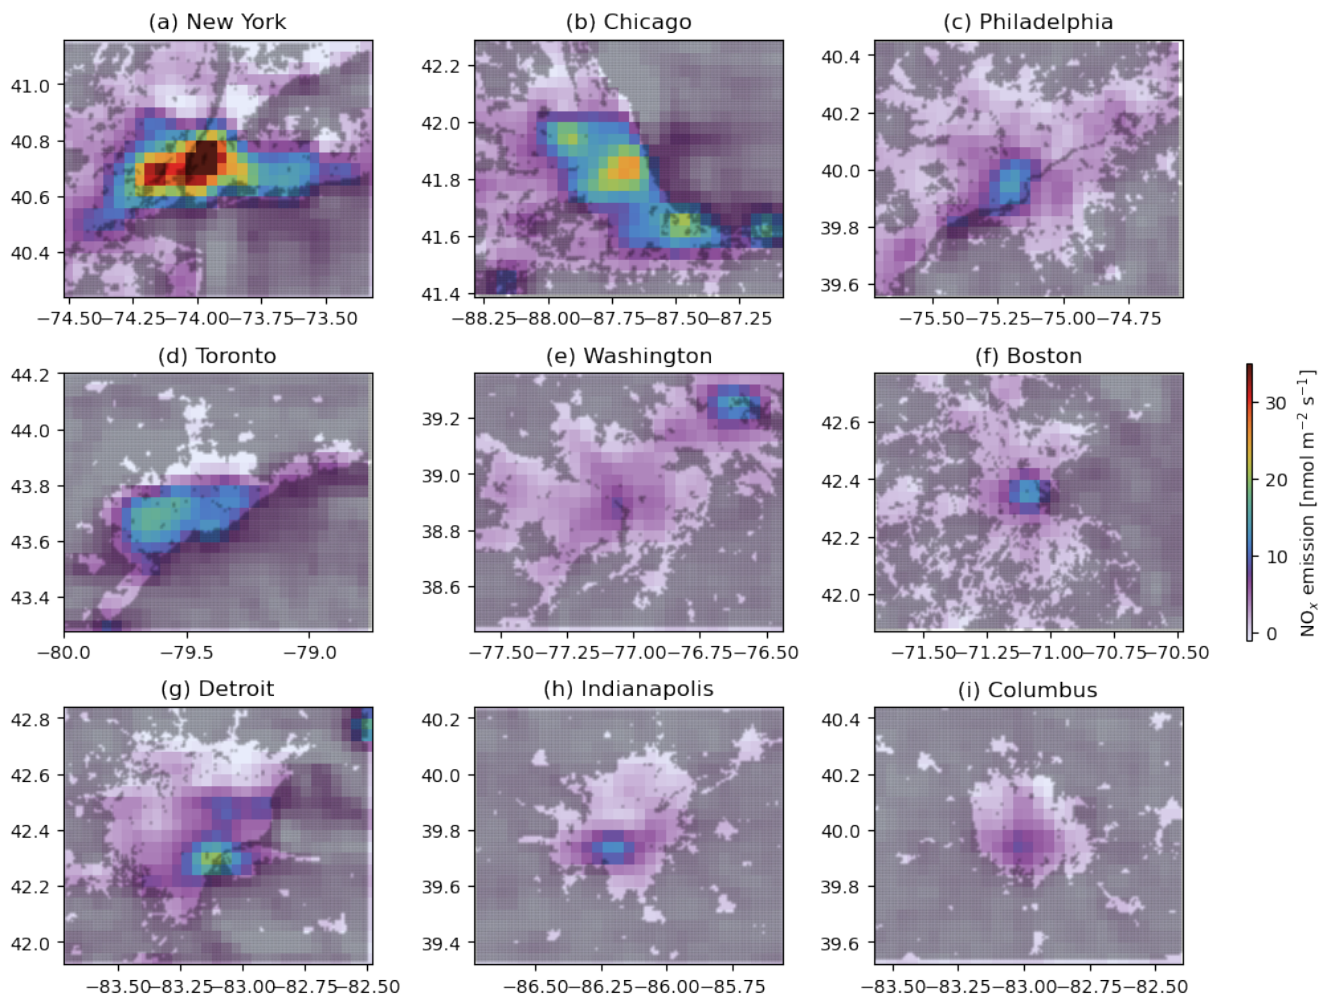 (a) New York
(b) Chicago
(c) Philadelphia
41.0
40.8
40.6
40.4
42.2
42.0
41.8
41.6
41.4
40.4
40.2
40.0
39.8
39.6
−74.50 −74.25 −74.00 −73.75 −73.50
−88.25 −88.00 −87.75 −87.50 −87.25
−75.50 −75.25 −75.00 −74.75
(d) Toronto
(e) Washington
(f) Boston
44.2
44.0
43.8
43.6
43.4
39.2
39.0
38.8
38.6
42.6
42.4
42.2
42.0
−80.0 −79.5 −79.0
−77.50 −77.25 −77.00 −76.75 −76.50
−71.50 −71.25 −71.00 −70.75 −70.50
30
20
10
0
NOₓ emission [nmol m⁻² s⁻¹]
(g) Detroit
(h) Indianapolis
(i) Columbus
42.8
42.6
42.4
42.2
42.0
40.2
40.0
39.8
39.6
39.4
40.4
40.2
40.0
39.8
39.6
−83.50 −83.25 −83.00 −82.75 −82.50
−86.50 −86.25 −86.00 −85.75
−83.50 −83.25 −83.00 −82.75 −82.50